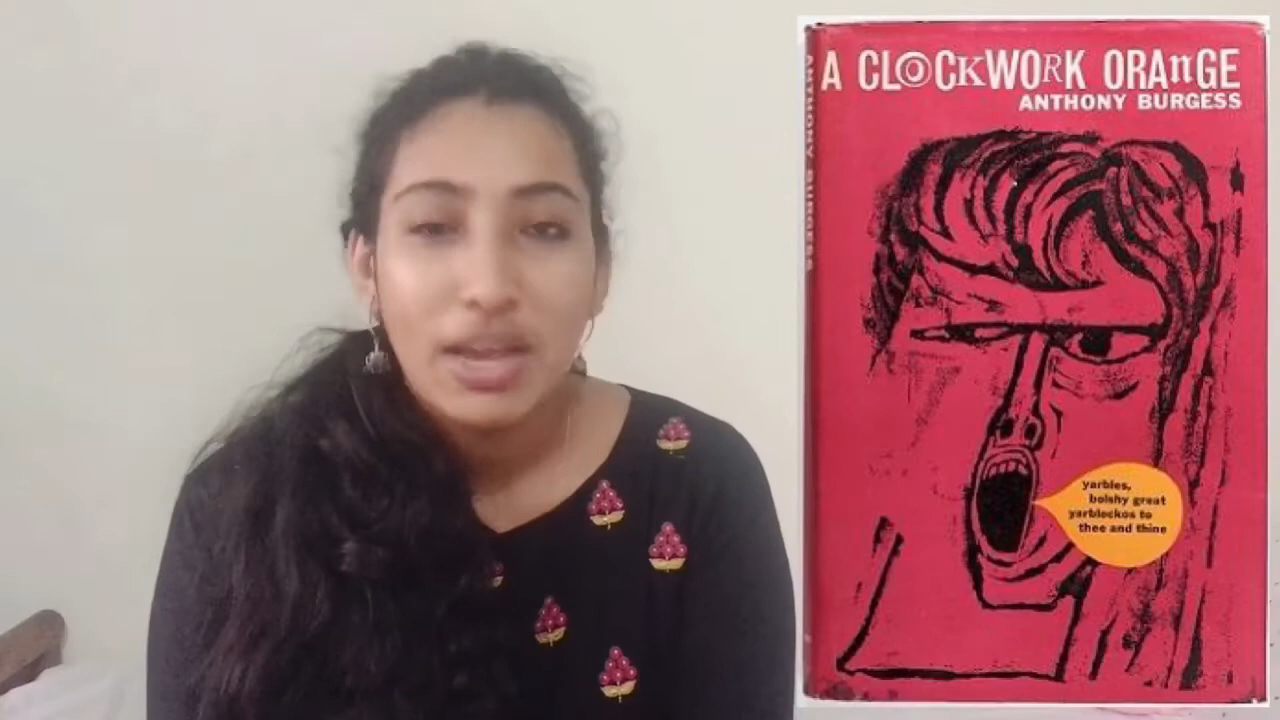 A CLOCKWORK ORAnGE
ANTHONY BURGESS
ANTHONY BURGESS
yarbles,
bolshy great
yarblockos to
thee and thine